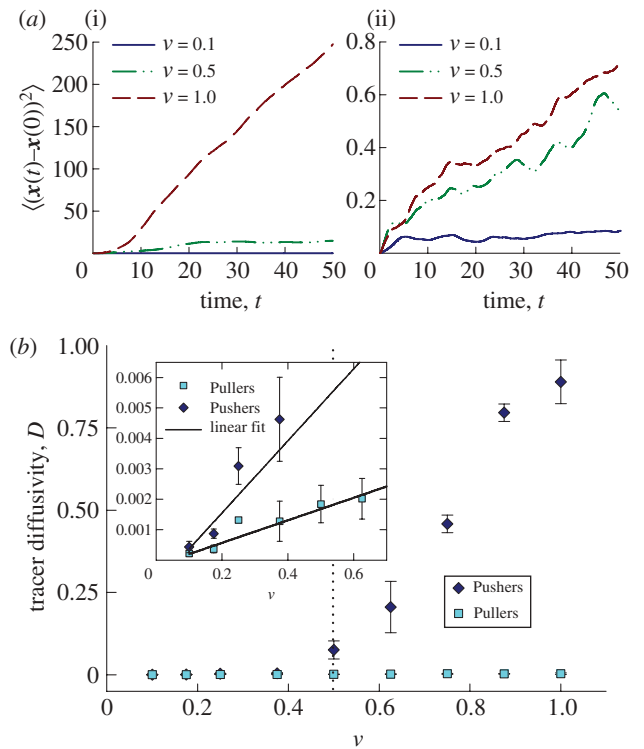 (a) (i)
(ii)
250
200
150
100
50
0
v = 0.1
v = 0.5
v = 1.0
10 20 30 40 50
time, t
⟨(x(t)–x(0))²⟩
0.8
0.6
0.4
0.2
0
v = 0.1
v = 0.5
v = 1.0
10 20 30 40 50
time, t
(b)
1.00
0.75
0.50
0.25
0
tracer diffusivity, D
0.006
0.005
0.004
0.003
0.002
0.001
Pullers
Pushers
linear fit
0 0.2 0.4 0.6
v
Pushers
Pullers
0 0.2 0.4 0.6 0.8 1.0
v